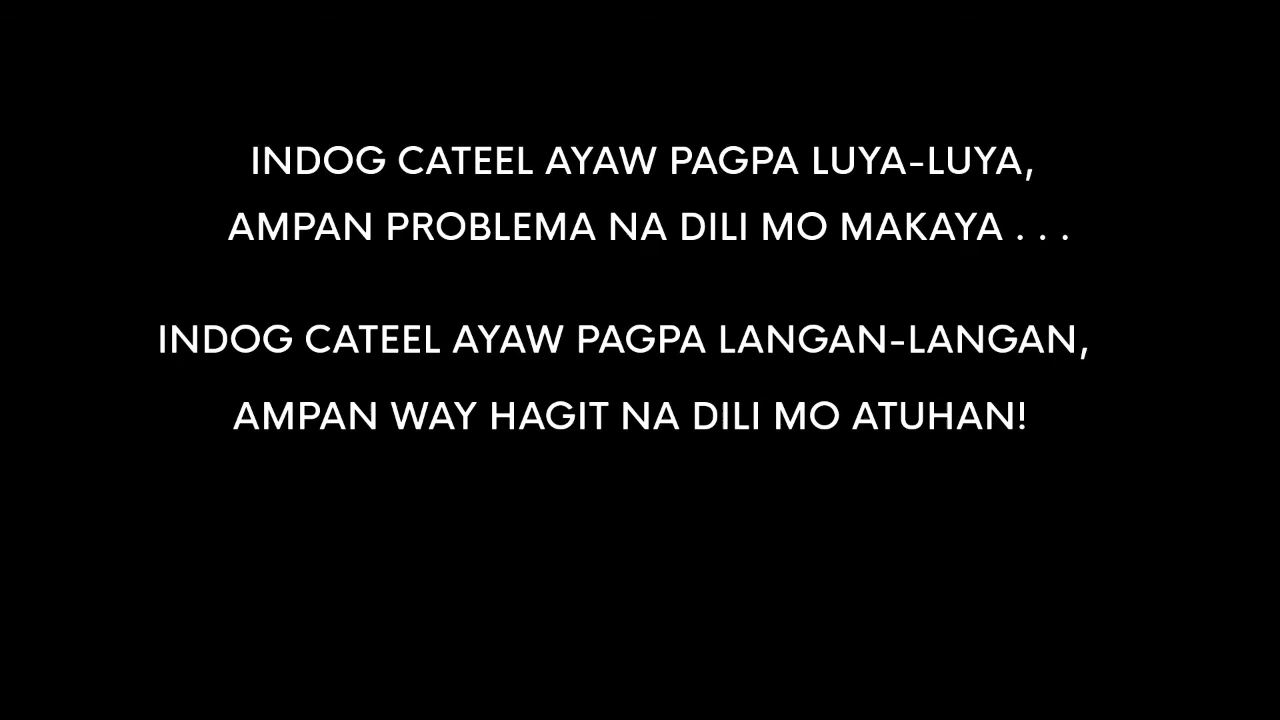 INDOG CATEEL AYAW PAGPA LUYA-LUYA,
AMPAN PROBLEMA NA DILI MO MAKAYA . . .
INDOG CATEEL AYAW PAGPA LANGAN-LANGAN,
AMPAN WAY HAGIT NA DILI MO ATUHAN!